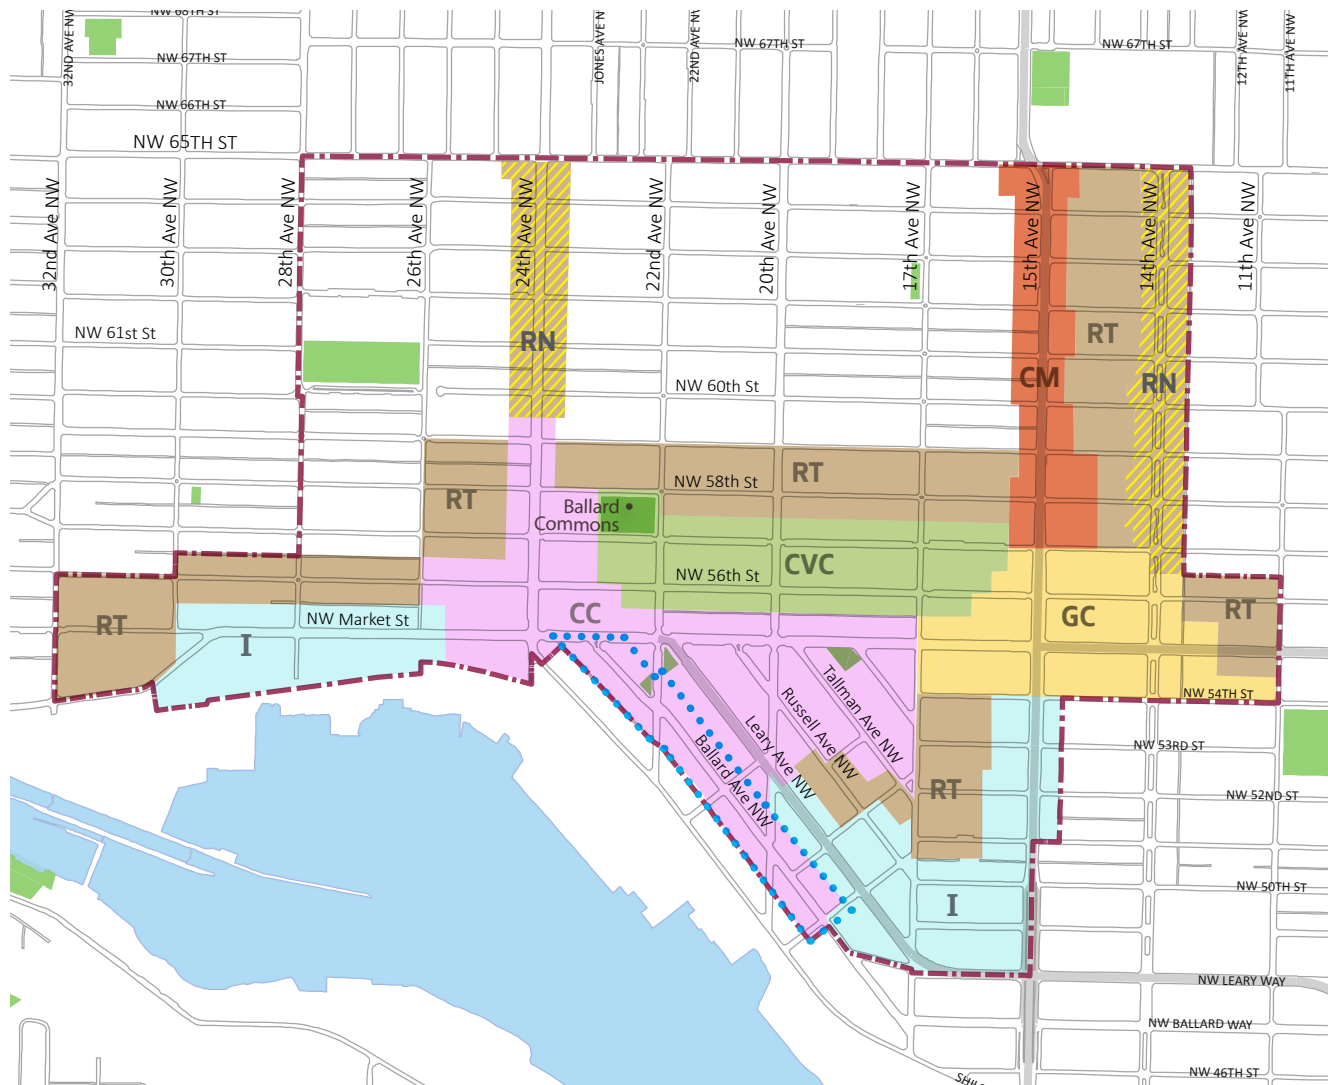 NW 68TH ST
32ND AVE NW
NW 67TH ST
NW 66TH ST
NW 65TH ST
JONES AVE N
22ND AVE NW
NW 67TH ST
NW 67TH ST
12TH AVE NW
11TH AVE NW
32nd Ave NW
30th Ave NW
28th Ave NW
26th Ave NW
24th Ave NW
22nd Ave NW
20th Ave NW
17th Ave NW
15th Ave NW
14th Ave NW
11th Ave NW
NW 61st St
RN
RT
CM
RN
NW 60th St
RT
NW 58th St
RT
Ballard
Commons
CVC
NW 56th St
RT
I
NW Market St
CC
GC
RT
Tallman Ave NW
Russell Ave NW
Leary Ave NW
Ballard Ave NW
NW 54TH ST
NW 53RD ST
RT
NW 52ND ST
NW 50TH ST
I
NW LEARY WAY
NW BALLARD WAY
NW 46TH ST